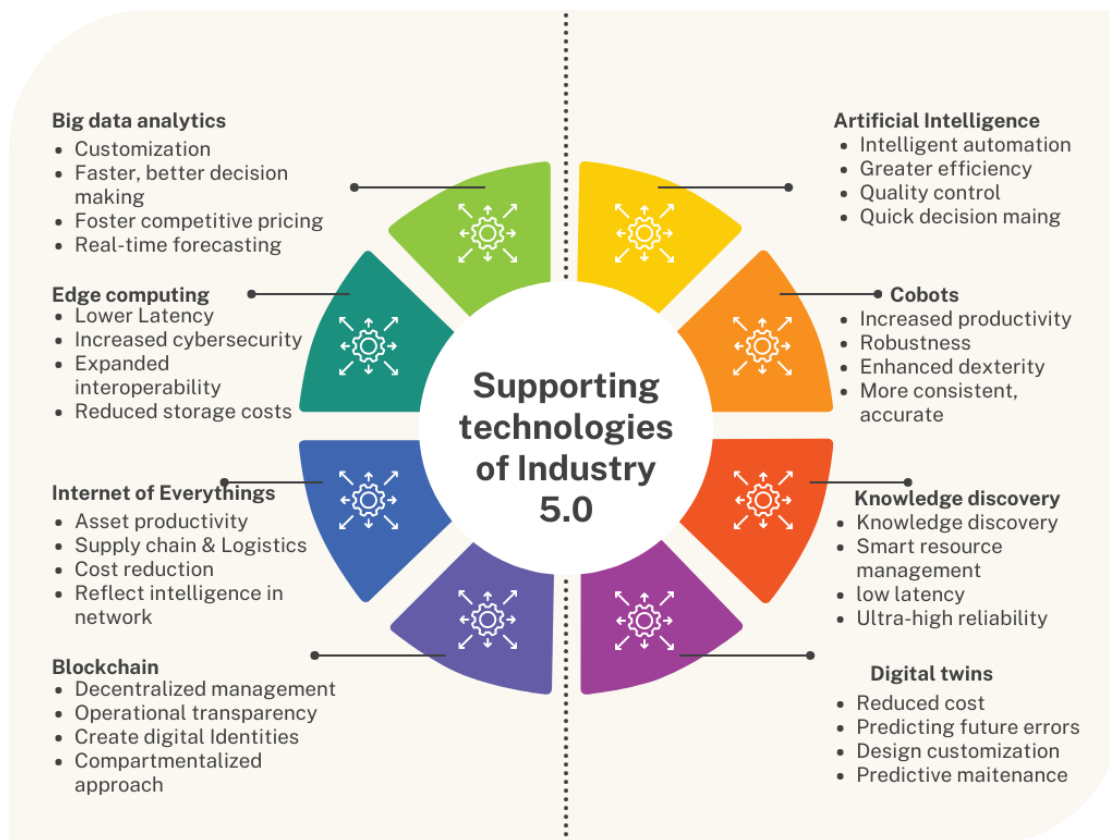 Big data analytics
• Customization
• Faster, better decision
making
• Foster competitive pricing
• Real-time forecasting
Edge computing
• Lower Latency
• Increased cybersecurity
• Expanded
interoperability
• Reduced storage costs
Internet of Everythings
• Asset productivity
• Supply chain & Logistics
• Cost reduction
• Reflect intelligence in
network
Blockchain
• Decentralized management
• Operational transparency
• Create digital Identities
• Compartmentalized
approach
Supporting
technologies
of Industry
5.0
Artificial Intelligence
• Intelligent automation
• Greater efficiency
• Quality control
• Quick decision maing
Cobots
• Increased productivity
• Robustness
• Enhanced dexterity
• More consistent,
accurate
Knowledge discovery
• Knowledge discovery
• Smart resource
management
• low latency
• Ultra-high reliability
Digital twins
• Reduced cost
• Predicting future errors
• Design customization
• Predictive maitenance